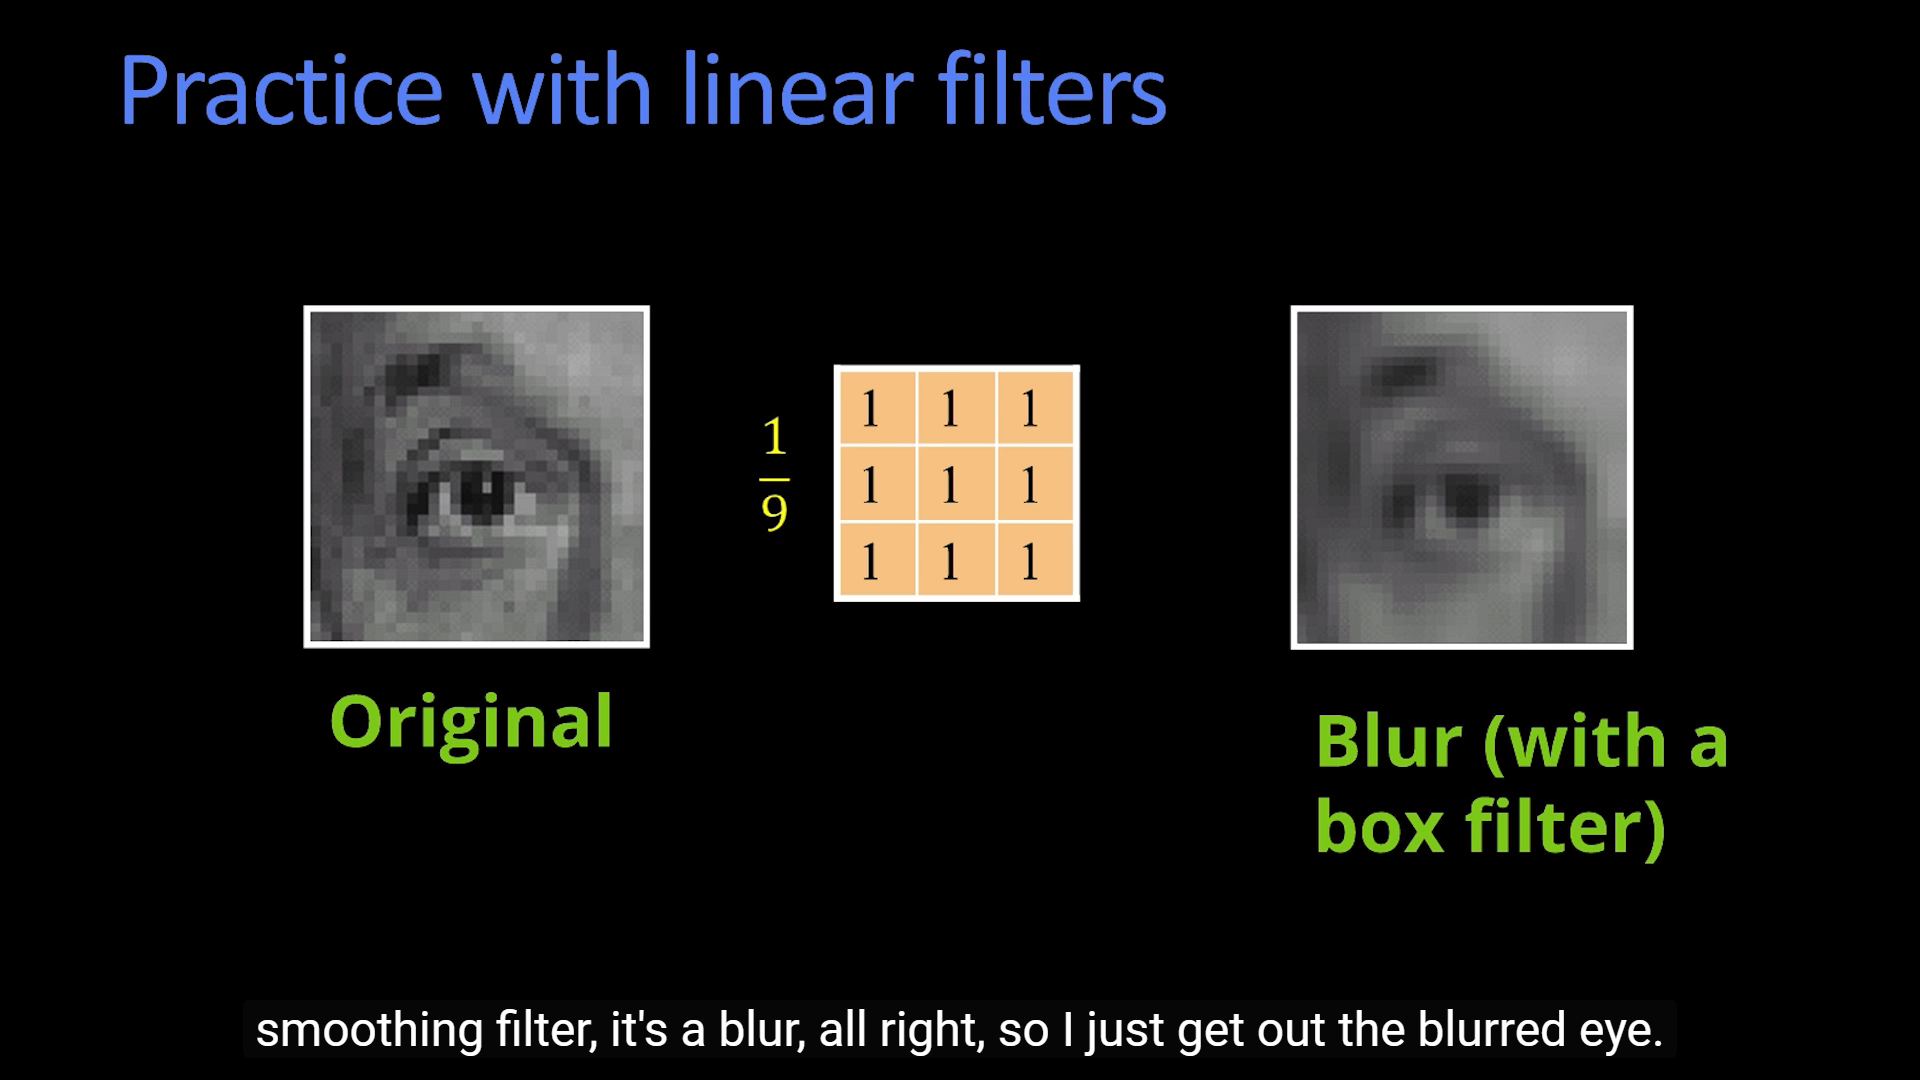 Practice with linear filters
1
9
1 1 1
1 1 1
1 1 1
Original
Blur (with a
box filter)
smoothing filter, it's a blur, all right, so I just get out the blurred eye.